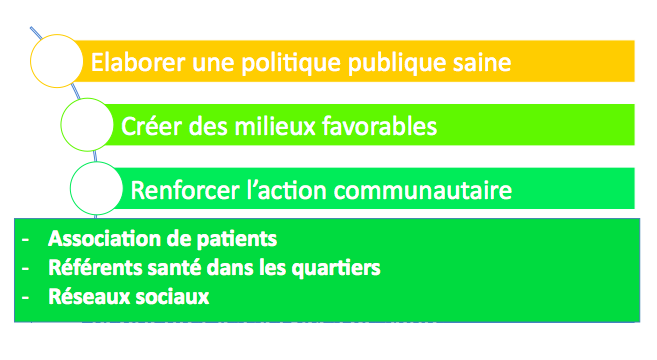 Elaborer une politique publique saine
Créer des milieux favorables
Renforcer l'action communautaire
- Association de patients
- Référents santé dans les quartiers
- Réseaux sociaux